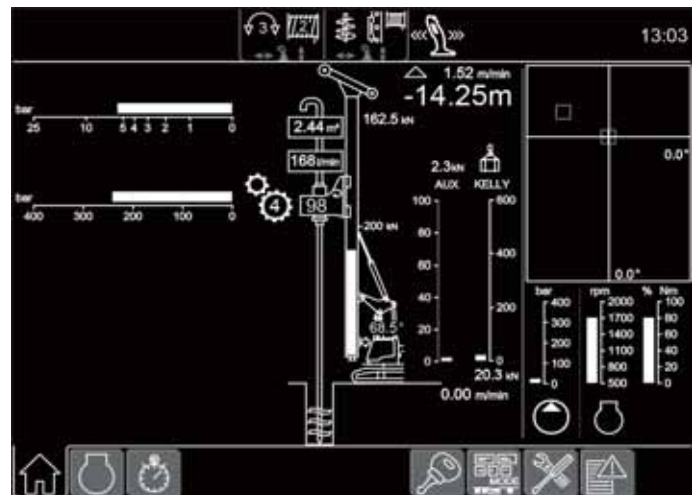 3 2
13:03
1.52 m/min
-14.25m
bar
25 10 5 4 3 2 1 0
2.44 m³
162.5 kN
168 l/min
0.0°
2.3kN
AUX KELLY
bar
400 300 200 100 0
4
98
200 kN
100 80 60 40 20 0
600 400 200 0
68.5°
20.3 kN
0.00 m/min
0.0°
bar
400 300 200 100 0
rpm
2000 1700 1400 1100 800 500
% Nm
100 80 60 40 20 0
MODE